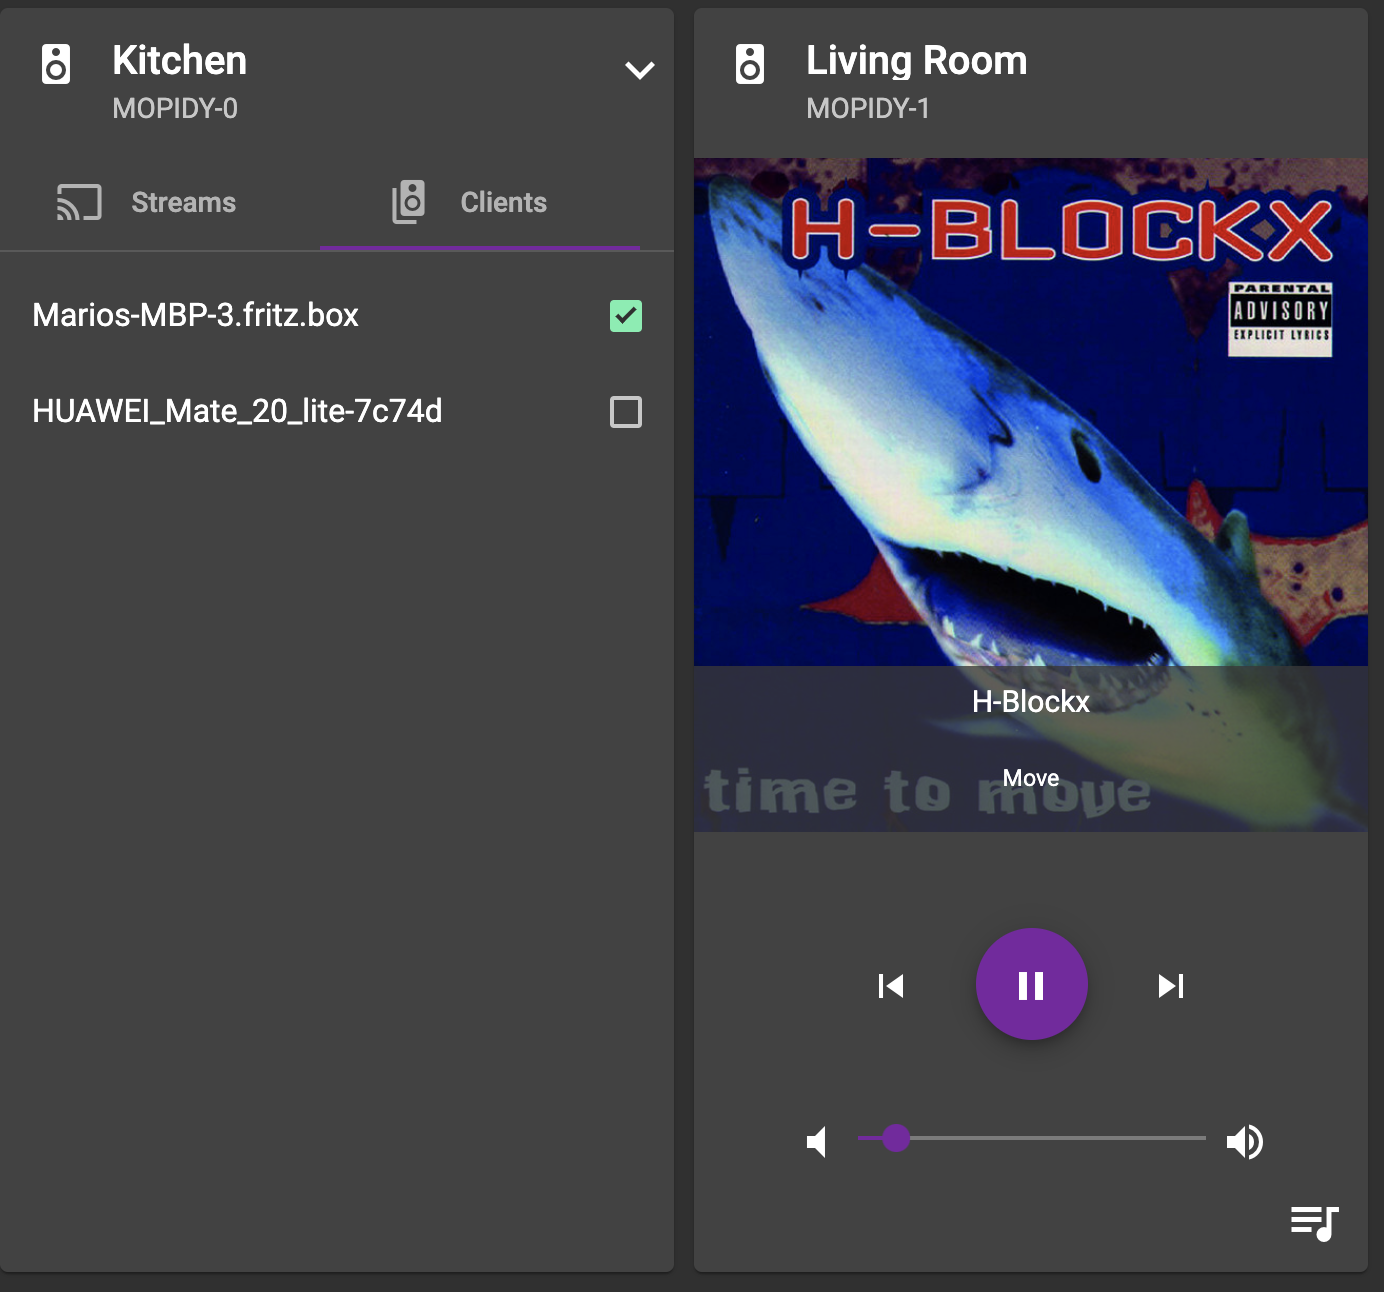 Kitchen
MOPIDY-0
Streams
Clients
Marios-MBP-3.fritz.box
HUAWEI_Mate_20_lite-7c74d
Living Room
MOPIDY-1
H-BLOCKX
PARENTAL
ADVISORY
EXPLICIT LYRICS
H-Blockx
Move
time to move